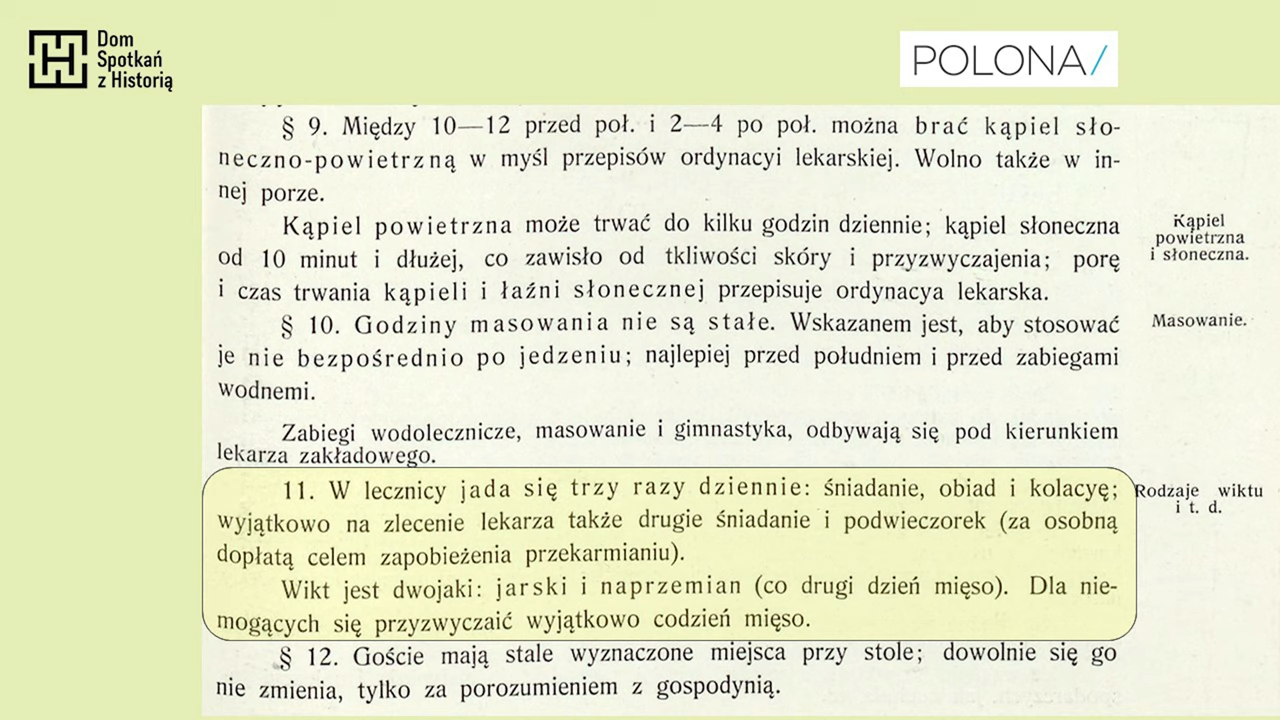 Dom
Spotkań
z Historią
POLONA/
§ 9. Między 10—12 przed poł. i 2—4 po poł. można brać kąpiel sło-
neczno-powietrzną w myśl przepisów ordynacyi lekarskiej. Wolno także w in-
nej porze.
Kąpiel powietrzna może trwać do kilku godzin dziennie; kąpiel słoneczna
od 10 minut i dłużej, co zawisło od tkliwości skóry i przyzwyczajenia; porę
i czas trwania kąpieli i łaźni słonecznej przepisuje ordynacya lekarska.
Kąpiel
powietrzna
i słoneczna.
§ 10. Godziny masowania nie są stałe. Wskazanem jest, aby stosować
je nie bezpośrednio po jedzeniu; najlepiej przed południem i przed zabiegami
wodnemi.
Masowanie.
Zabiegi wodolecznicze, masowanie i gimnastyka, odbywają się pod kierunkiem
lekarza zakładowego.
11. W lecznicy jada się trzy razy dziennie: śniadanie, obiad i kolacyę;
wyjątkowo na zlecenie lekarza także drugie śniadanie i podwieczorek (za osobną
dopłatą celem zapobieżenia przekarmianiu).
Wikt jest dwojaki: jarski i naprzemian (co drugi dzień mięso). Dla nie-
mogących się przyzwyczaić wyjątkowo codzień mięso.
Rodzaje wiktu
i t. d.
§ 12. Goście mają stale wyznaczone miejsca przy stole; dowolnie się go
nie zmienia, tylko za porozumieniem z gospodynią.